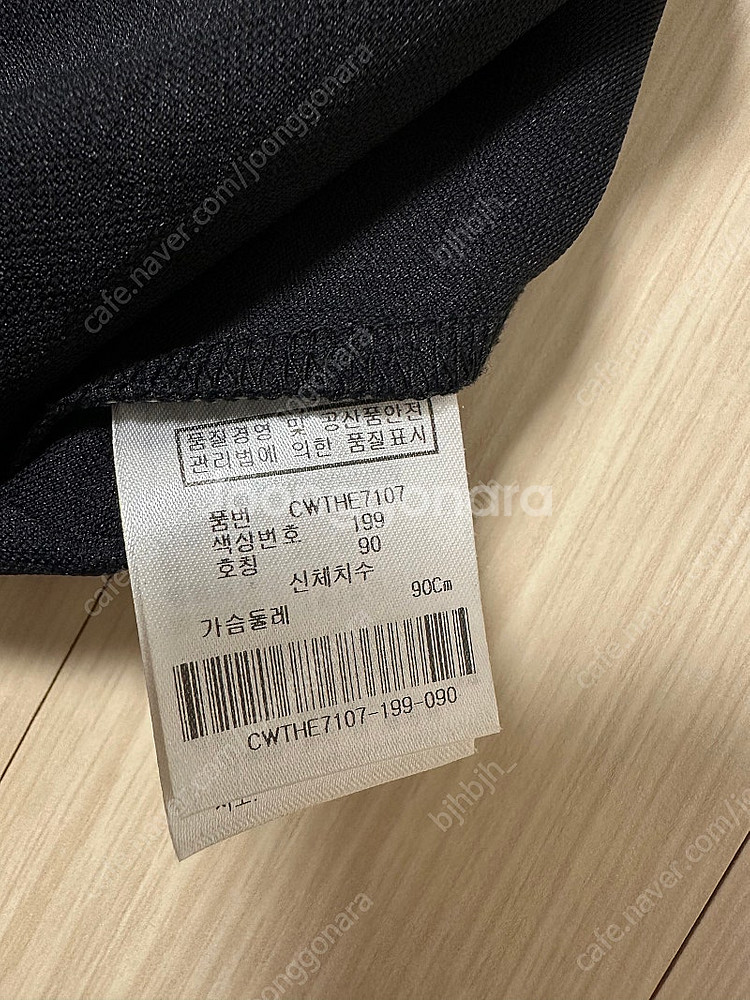 품질경영 및 공산품안전
관리법에 의한 품질표시
품번 CWTHE7107
색상번호 199
호칭 90
신체치수
가슴둘레 90Cm
CWTHE7107-199-090
joonggonara
cafe.naver.com/joonggonara
bjhbjh_